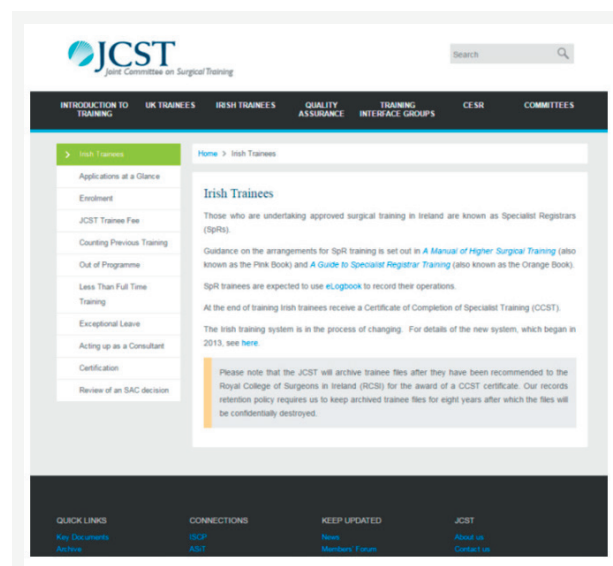 JCST
Joint Committee on Surgical Training
Search
INTRODUCTION TO TRAINING
UK TRAINEES
IRISH TRAINEES
QUALITY ASSURANCE
TRAINING INTERFACE GROUPS
CESR
COMMITTEES
Irish Trainees
Applications at a Glance
Enrolment
JCST Trainee Fee
Counting Previous Training
Out of Programme
Less Than Full Time
Training
Exceptional Leave
Acting up as a Consultant
Certification
Review of an SAC decision
Home > Irish Trainees
Irish Trainees
Those who are undertaking approved surgical training in Ireland are known as Specialist Registrars
(SpRs).
Guidance on the arrangements for SpR training is set out in A Manual of Higher Surgical Training (also
known as the Pink Book) and A Guide to Specialist Registrar Training (also known as the Orange Book).
SpR trainees are expected to use eLogbook to record their operations.
At the end of training Irish trainees receive a Certificate of Completion of Specialist Training (CCST).
The Irish training system is in the process of changing. For details of the new system, which began in
2013, see here.
Please note that the JCST will archive trainee files after they have been recommended to the
Royal College of Surgeons in Ireland (RCSI) for the award of a CCST certificate. Our records
retention policy requires us to keep archived trainee files for eight years after which the files will
be confidentially destroyed.
QUICK LINKS
Key Documents
Archive
CONNECTIONS
ISCP
ASiT
KEEP UPDATED
News
Members' Forum
JCST
About us
Contact us